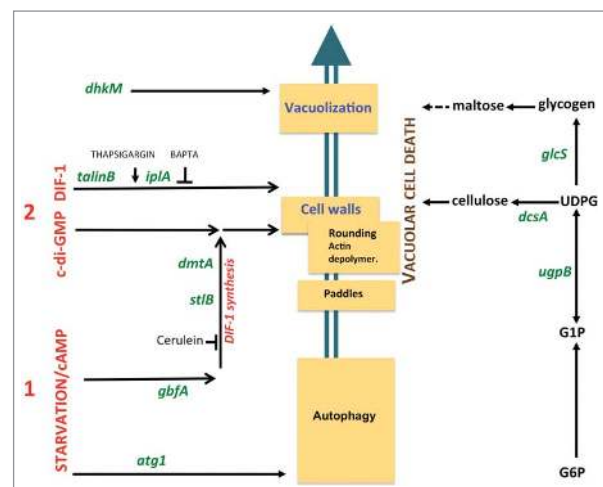 dhkM
Vacuolization
maltose
glycogen
THAPSIGARGIN
BAPTA
talinB
iplA
glcS
DIF-1
2
c-di-GMP
Cell walls
VACUOLAR CELL DEATH
cellulose
UDPG
dcsA
Rounding
Actin
depolymer.
dmtA
stlB
DIF-1 synthesis
ugpB
Paddles
Cerulein
G1P
1
STARVATION/cAMP
gbfA
Autophagy
atg1
G6P